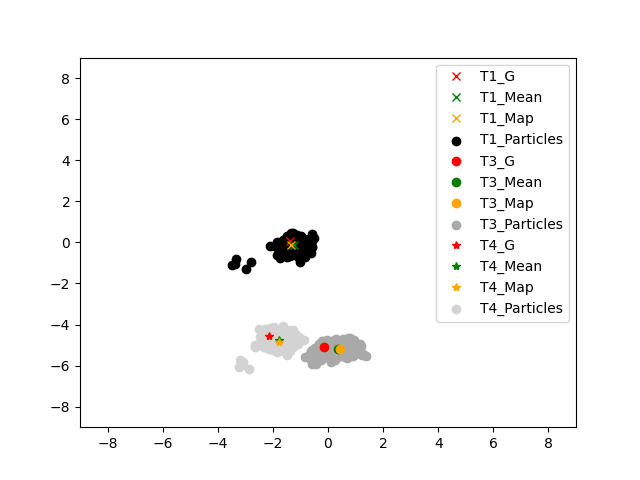 8
6
4
2
0
−2
−4
−6
−8
−8 −6 −4 −2 0 2 4 6 8
T1_G
T1_Mean
T1_Map
T1_Particles
T3_G
T3_Mean
T3_Map
T3_Particles
T4_G
T4_Mean
T4_Map
T4_Particles